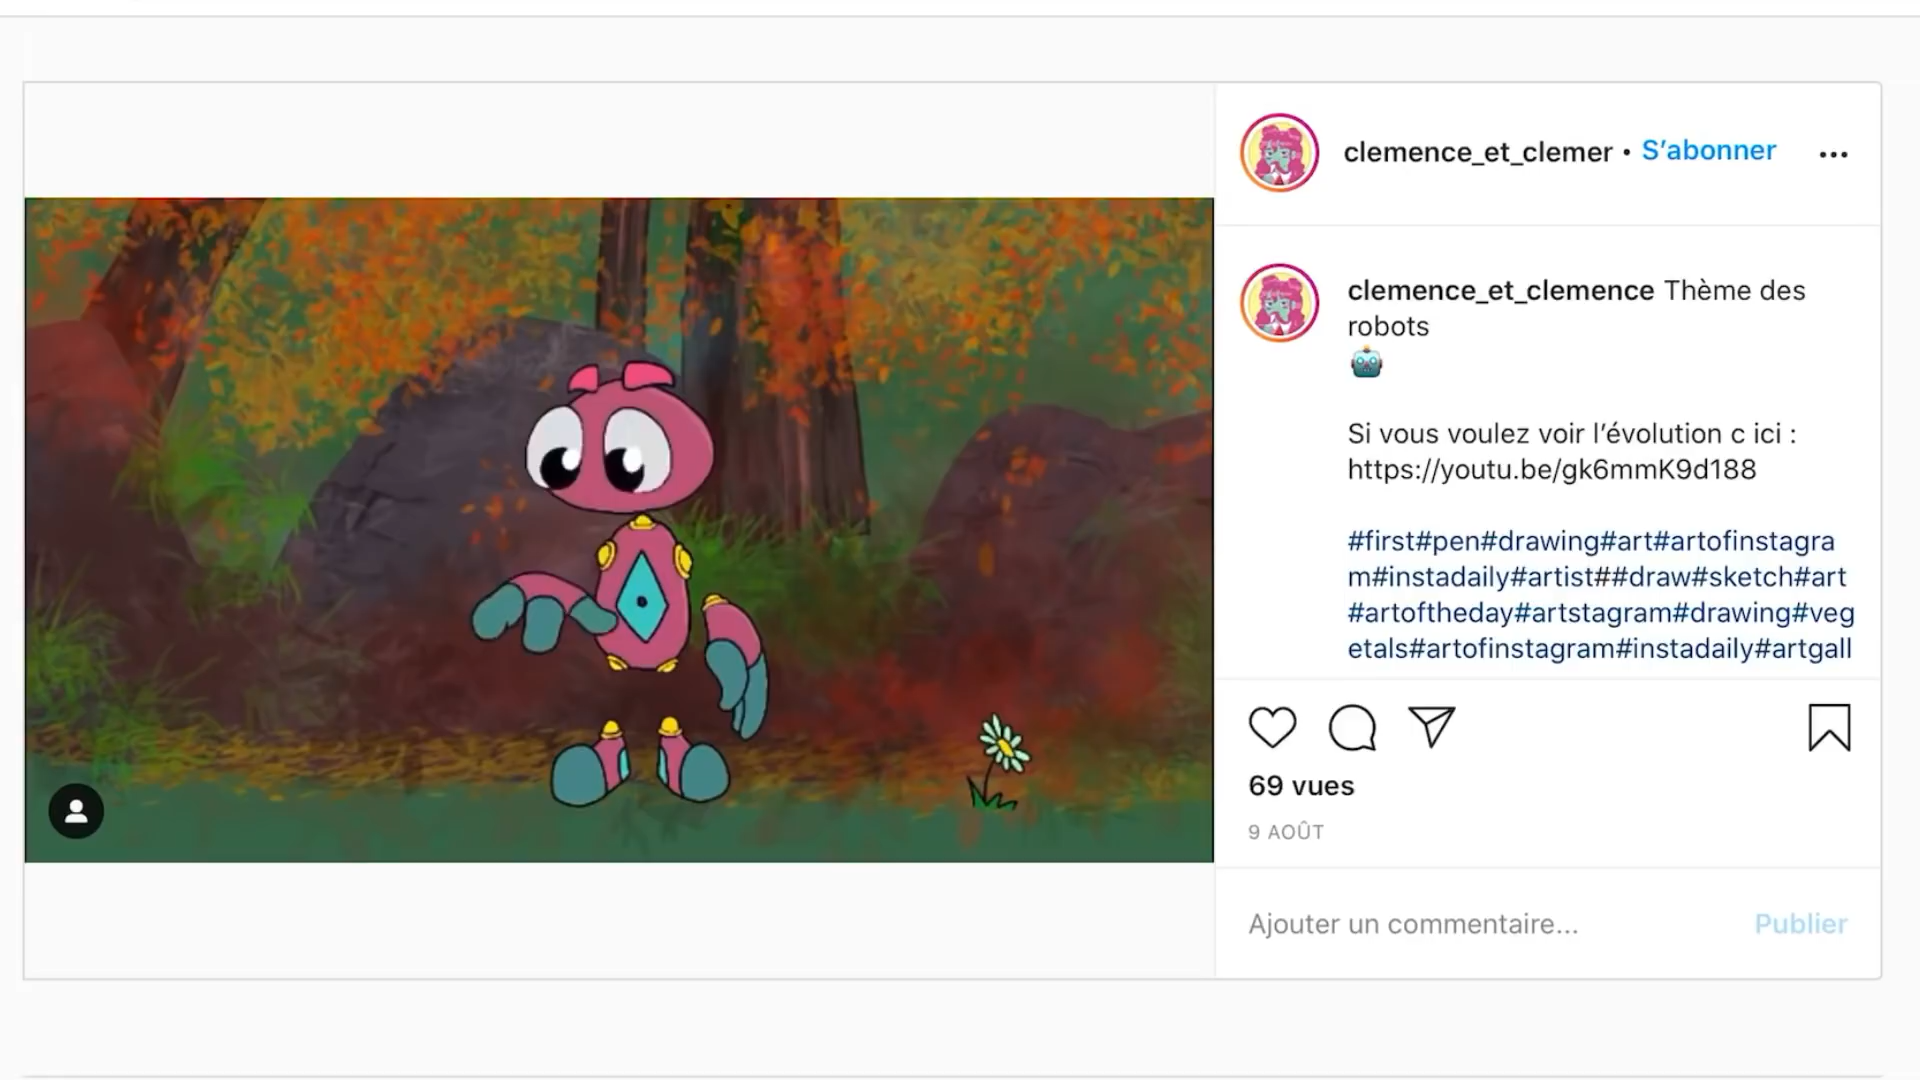 clemence_et_clemer • S’abonner
clemence_et_clemence Thème des
robots
Si vous voulez voir l’évolution c ici :
https://youtu.be/gk6mmK9d188
#first#pen#drawing#art#artofinstagra
m#instadaily#artist##draw#sketch#art
#artoftheday#artstagram#drawing#veg
etals#artofinstagram#instadaily#artgall
69 vues
9 AOÛT
Ajouter un commentaire... Publier